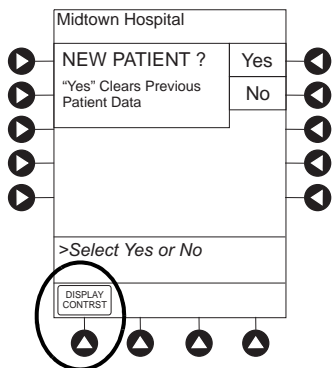 Midtown Hospital
NEW PATIENT ? Yes
“Yes” Clears Previous No
Patient Data
>Select Yes or No
DISPLAY
CONTRST